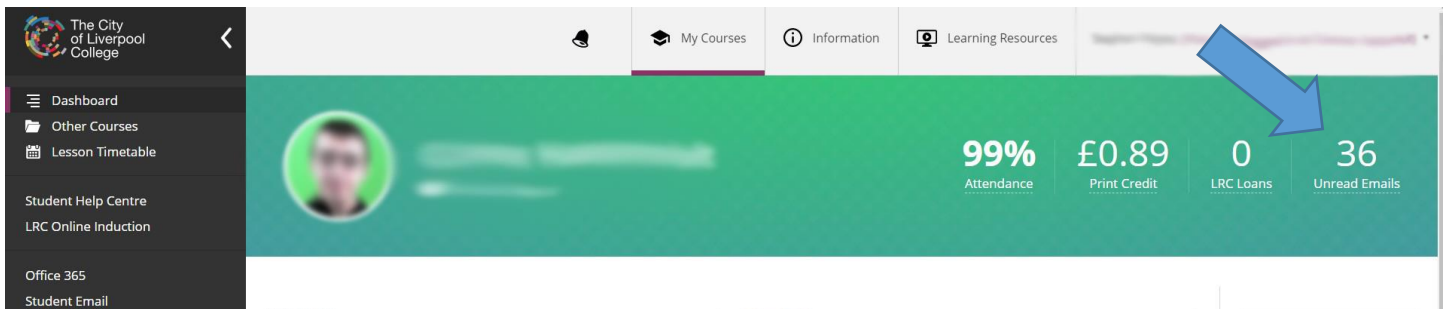 The City
of Liverpool
College
My Courses
Information
Learning Resources
Dashboard
Other Courses
Lesson Timetable
Student Help Centre
LRC Online Induction
Office 365
Student Email
99%
Attendance
£0.89
Print Credit
0
LRC Loans
36
Unread Emails